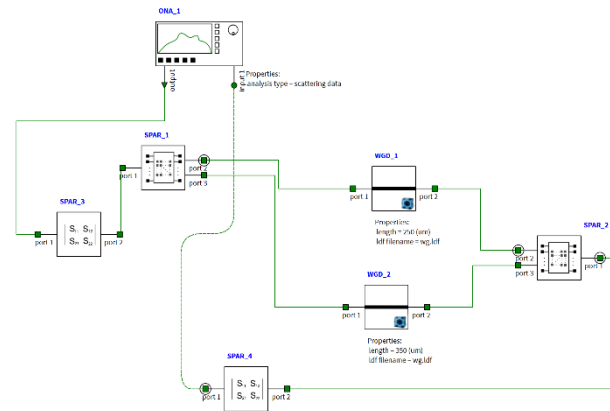 ONA_1
output
input 1
Properties:
analysis type – scattering data
SPAR_1
port 1
port 2
port 3
WGD_1
port 1
port 2
Properties:
length = 250 (um)
ldf filename = wg.ldf
SPAR_3
port 1
port 2
SPAR_2
port 2
port 3
port 1
WGD_2
port 1
port 2
Properties:
length – 350 (um)
ldf filename – wg.ldf
SPAR_4
port 1
port 2